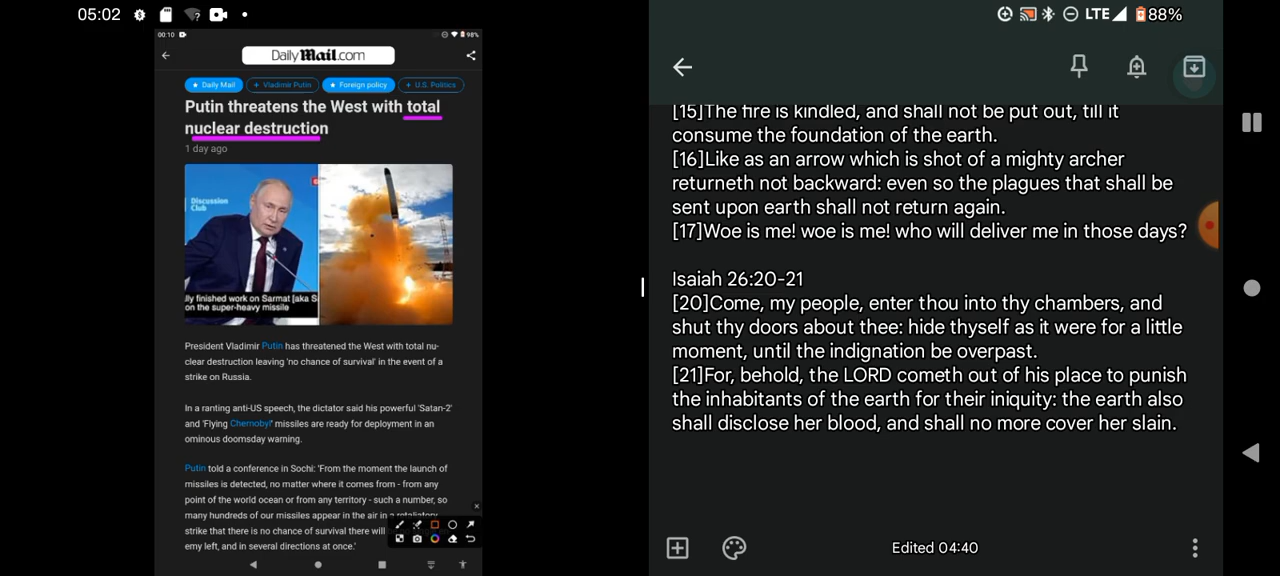 05:02
LTE 88%
00:10
98%
Daily Mail.com
Daily Mail
+ Vladimir Putin
Foreign policy
+ U.S. Politics
Putin threatens the West with total
nuclear destruction
1 day ago
Discussion
Club
lly finished work on Sarmat [aka S
on the super-heavy missile
President Vladimir Putin has threatened the West with total nu-
clear destruction leaving 'no chance of survival' in the event of a
strike on Russia.
In a ranting anti-US speech, the dictator said his powerful 'Satan-2'
and 'Flying Chernobyl' missiles are ready for deployment in an
ominous doomsday warning.
Putin told a conference in Sochi: 'From the moment the launch of
missiles is detected, no matter where it comes from - from any
point of the world ocean or from any territory - such a number, so
many hundreds of our missiles appear in the air in a retaliatory
strike that there is no chance of survival there will
emy left, and in several directions at once.'
[15]The fire is kindled, and shall not be put out, till it
consume the foundation of the earth.
[16]Like as an arrow which is shot of a mighty archer
returneth not backward: even so the plagues that shall be
sent upon earth shall not return again.
[17]Woe is me! woe is me! who will deliver me in those days?
Isaiah 26:20-21
[20]Come, my people, enter thou into thy chambers, and
shut thy doors about thee: hide thyself as it were for a little
moment, until the indignation be overpast.
[21]For, behold, the LORD cometh out of his place to punish
the inhabitants of the earth for their iniquity: the earth also
shall disclose her blood, and shall no more cover her slain.
Edited 04:40